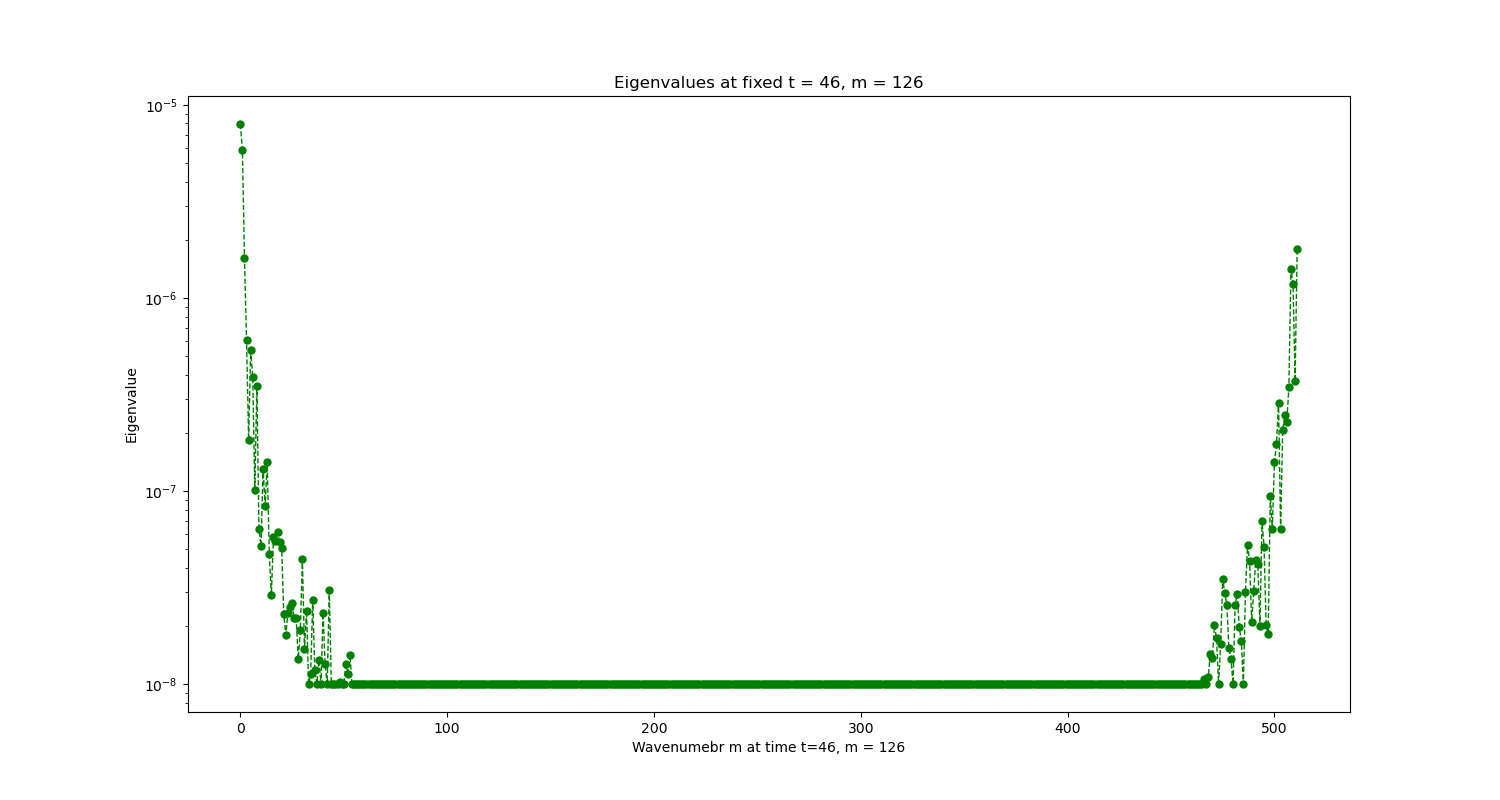 Eigenvalues at fixed t = 46, m = 126
10⁻⁵
10⁻⁶
10⁻⁷
10⁻⁸
Eigenvalue
0 100 200 300 400 500
Wavenumebr m at time t=46, m = 126